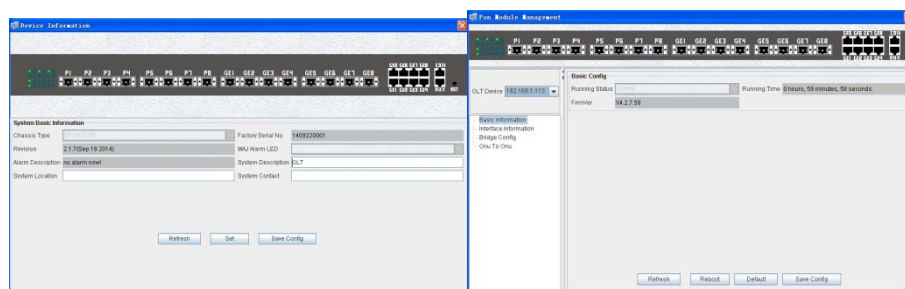 Device Information
P1 P2 P3 P4 P5 P6 P7 P8 GE1 GE2 GE3 GE4 GE5 GE6 GE7 GE8
System Basic Information
Chassis Type
Factory Serial No 1409220001
Revision 2.1.7(Sep 19 2014)
MAJ Alarm LED
Alarm Description no alarm now!
System Description OLT
System Location
System Contact
Refresh Set Save Config
Pon Module Management
P1 P2 P3 P4 P5 P6 P7 P8 GE1 GE2 GE3 GE4 GE5 GE6 GE7 GE8
OLT Device 192.168.1.113
Basic Information
Interface Information
Bridge Config
Onu To Onu
Basic Config
Running Status
Running Time 0 hours, 59 minutes, 58 seconds.
FirmVer V4.2.7.58
Refresh Reboot Default Save Config